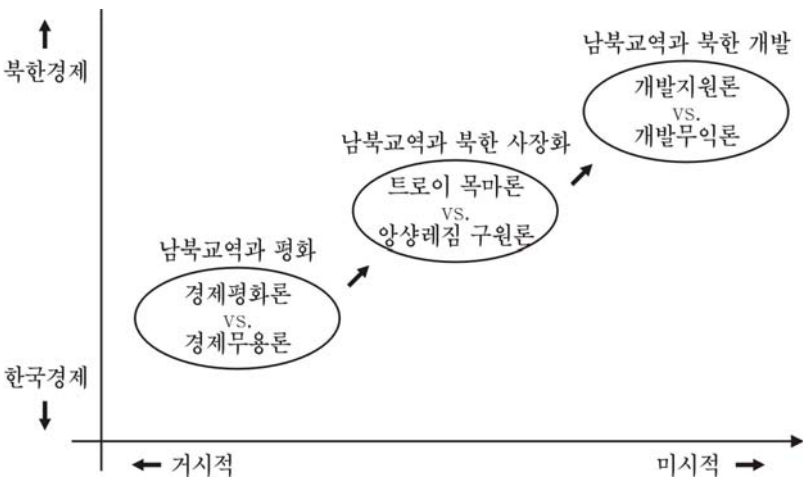 북한경제
남북교역과 북한 개발
개발지원론
VS.
개발무익론
남북교역과 북한 사장화
트로이 목마론
VS.
앙샹레짐 구원론
남북교역과 평화
경제평화론
VS.
경제무용론
한국경제
거시적
미시적